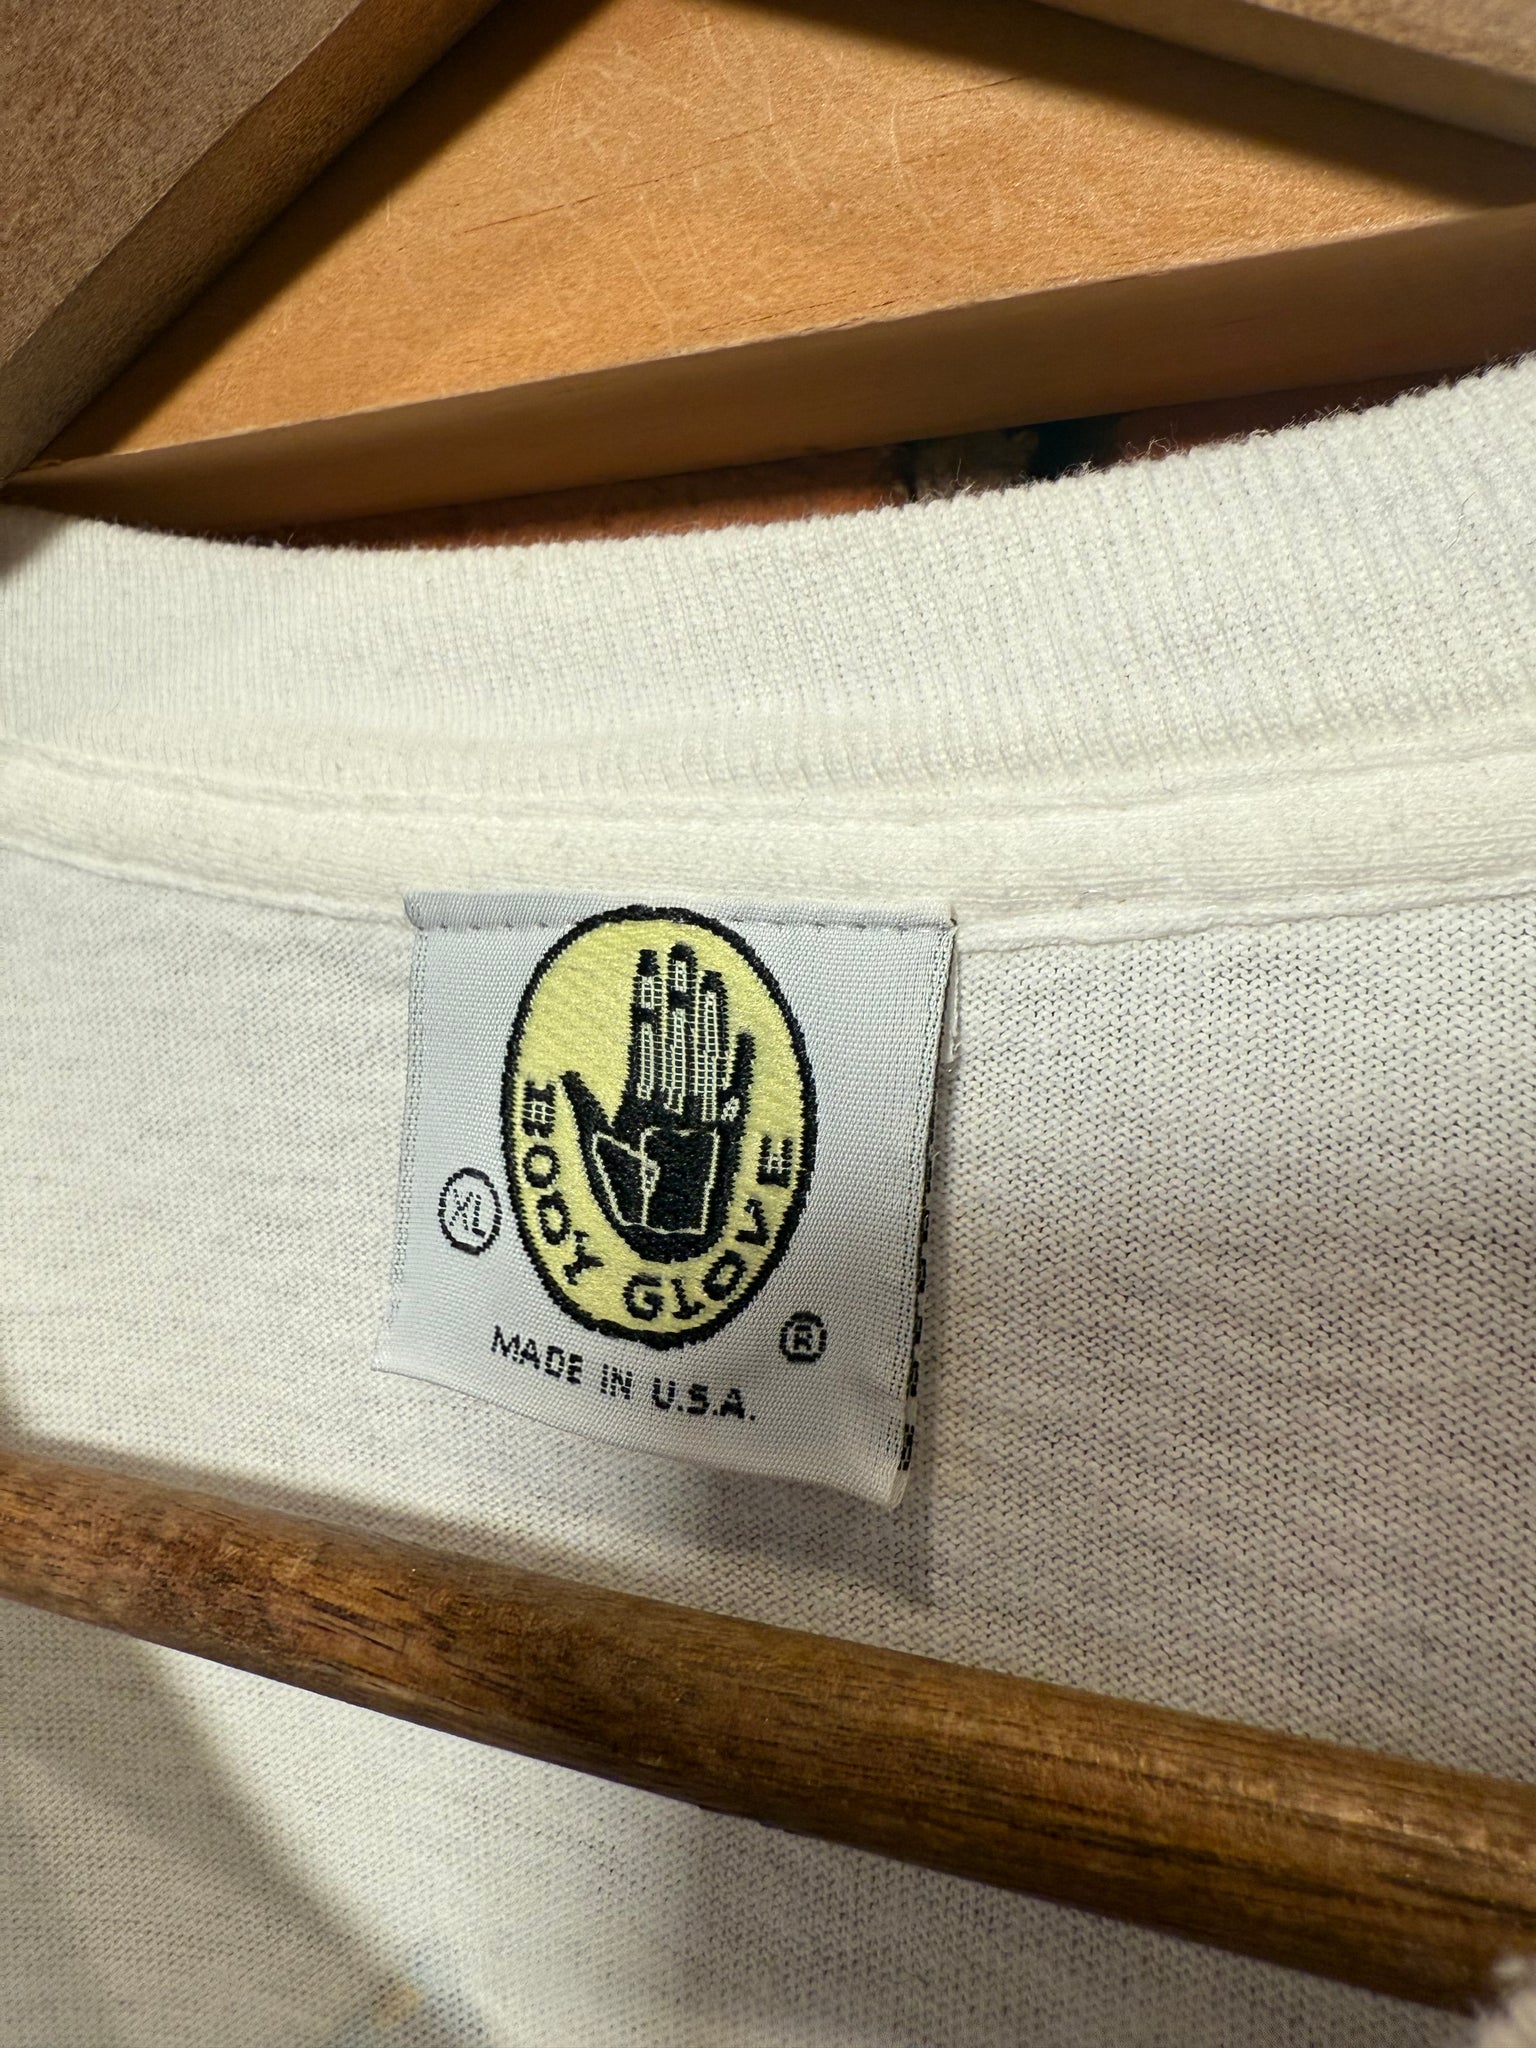 XL
BODY GLOVE
®
MADE IN U.S.A.